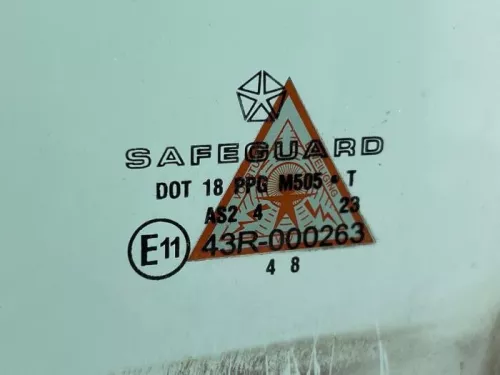 SAFEGUARD
DOT 18 PPG M505 • T
AS2 4 23
E11 43R-000263
4 8